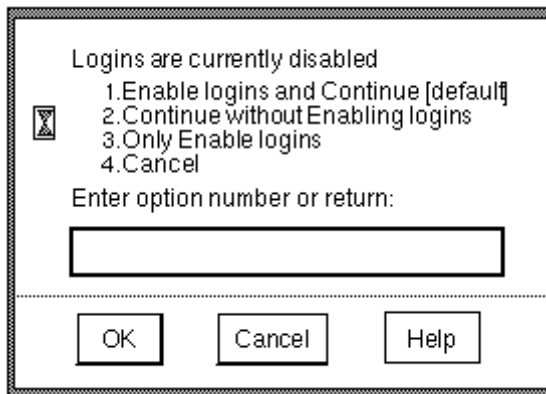 Logins are currently disabled
1.Enable logins and Continue [default]
2.Continue without Enabling logins
3.Only Enable logins
4.Cancel
Enter option number or return:
OK Cancel Help